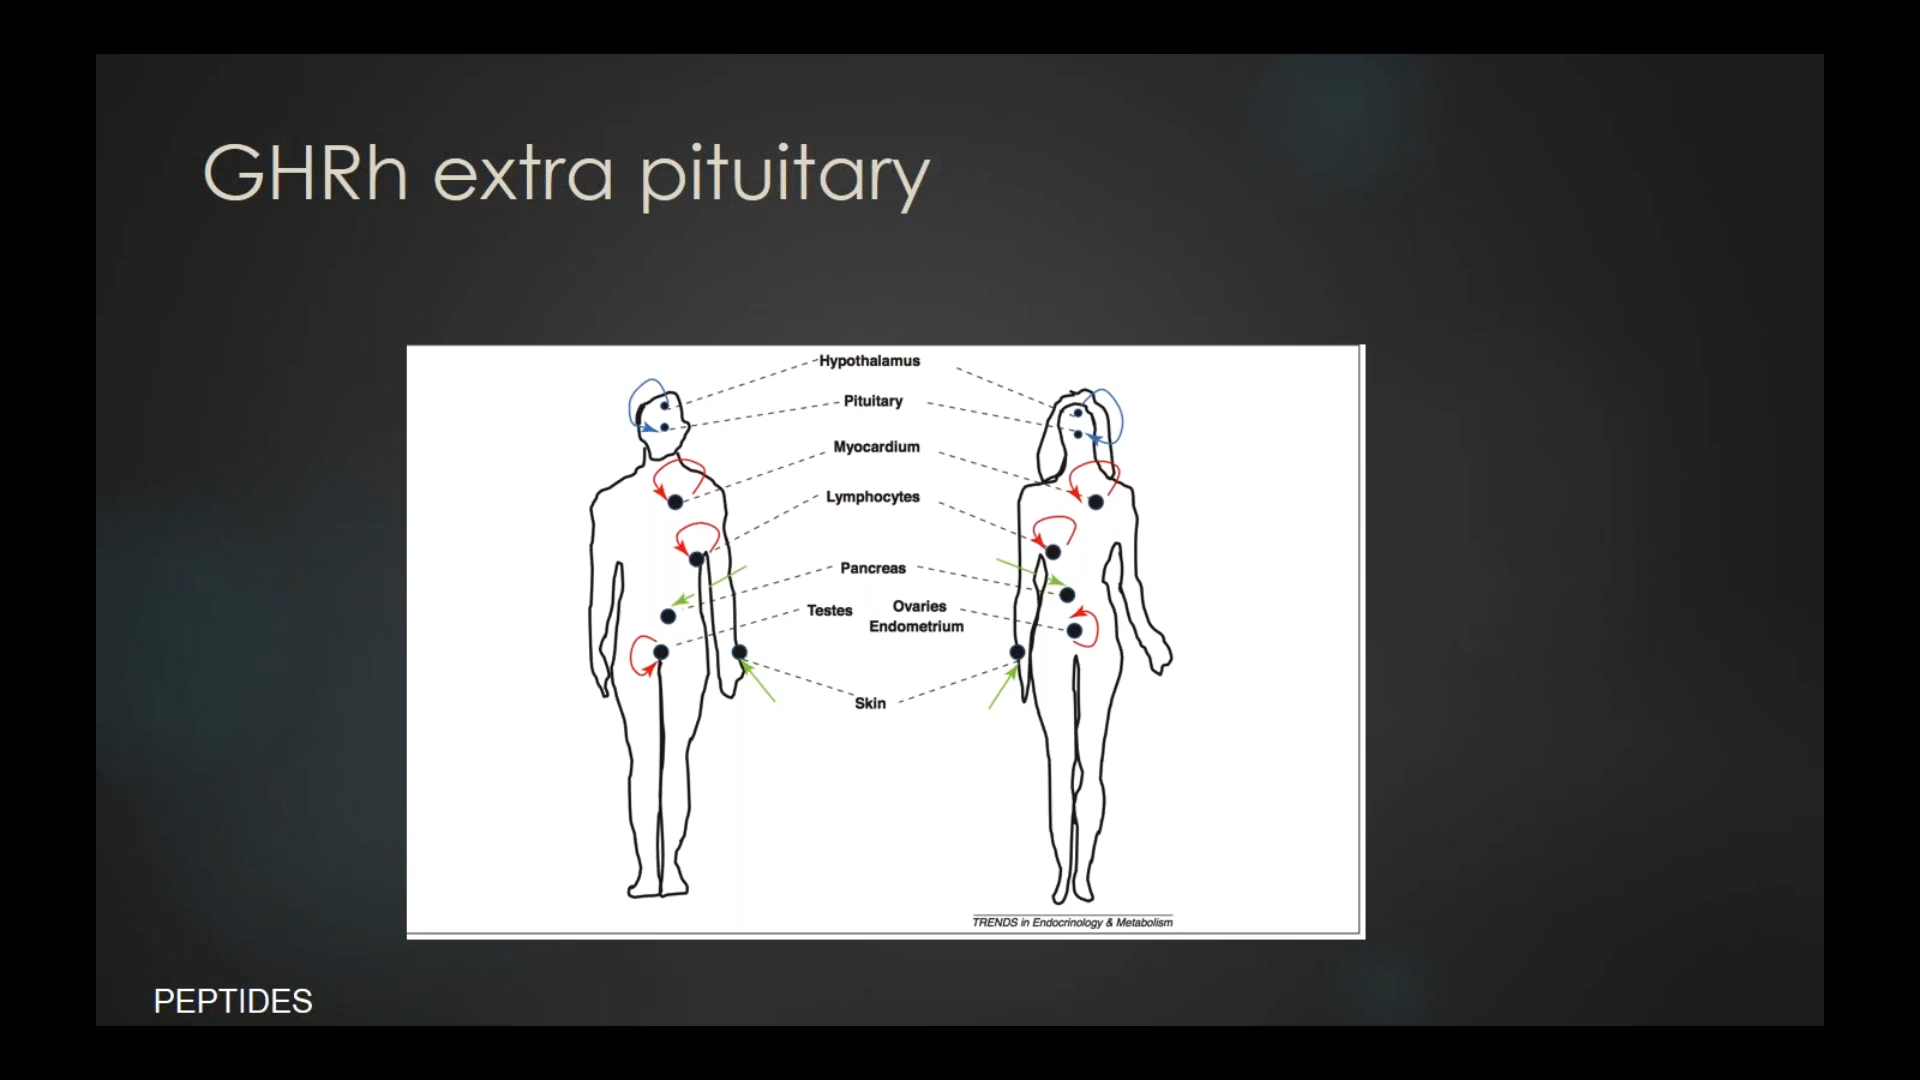 GHRh extra pituitary
Hypothalamus
Pituitary
Myocardium
Lymphocytes
Pancreas
Testes
Ovaries
Endometrium
Skin
TRENDS in Endocrinology & Metabolism
PEPTIDES